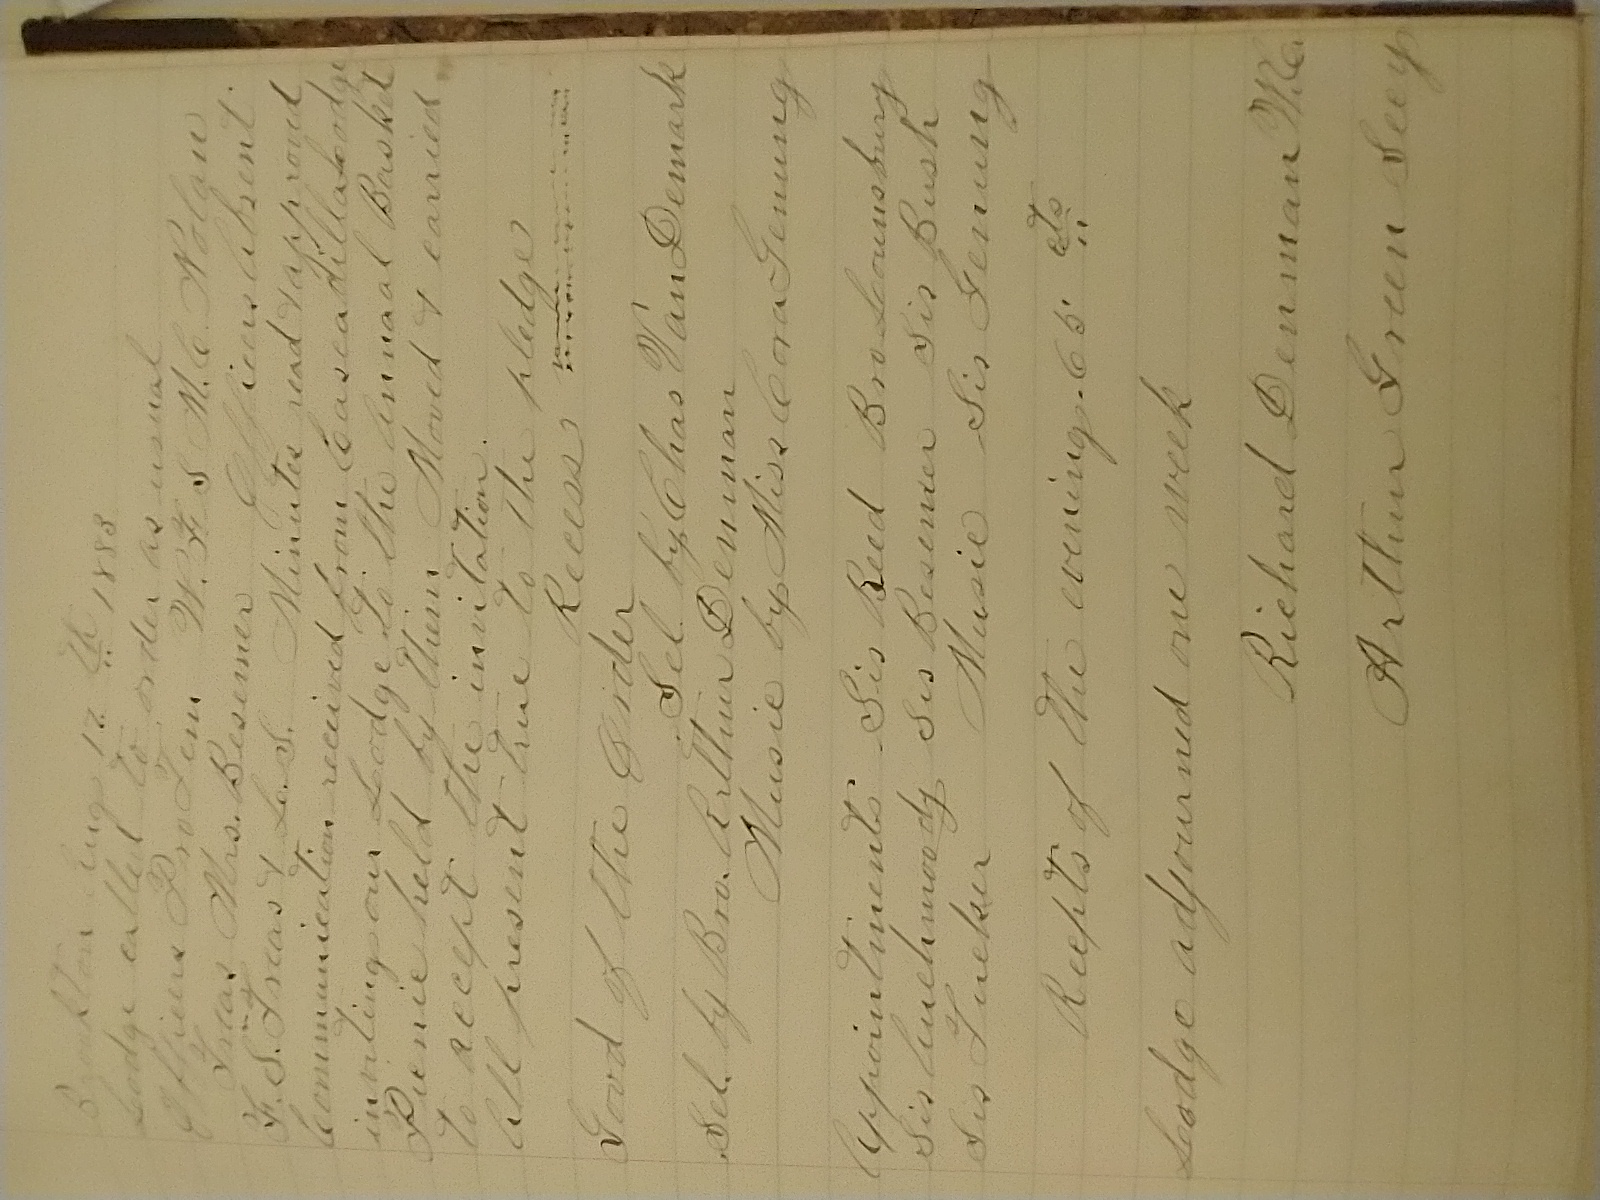 Brookton Aug 17th 1883
Lodge called to order as usual
Officers Pro Tem W. F. S M. C. Nolan
Treas Mrs. Besemer Officers Absent
F. S. Treas & L. S. Minutes read & approved
Communication received from Cascadilla Lodge
inviting our Lodge to the Annual Basket
Picnic held by them Moved & carried
to accept the invitation.
All present true to the pledge
Recess
Good of the Order
Sel. by Chas Van Demark
Sel. by Bro. Arthur Denman
Music by Miss Cora Genung
Appointments Sis Reed Bro Lounsbury
Sis Auchmoody Sis Besemer Sis Bush
Sis Tucker Music Sis Genung
Recpts of the evening .65 cts
Lodge adjourned one week
Richard Denman W. C.
Arthur Green Secy